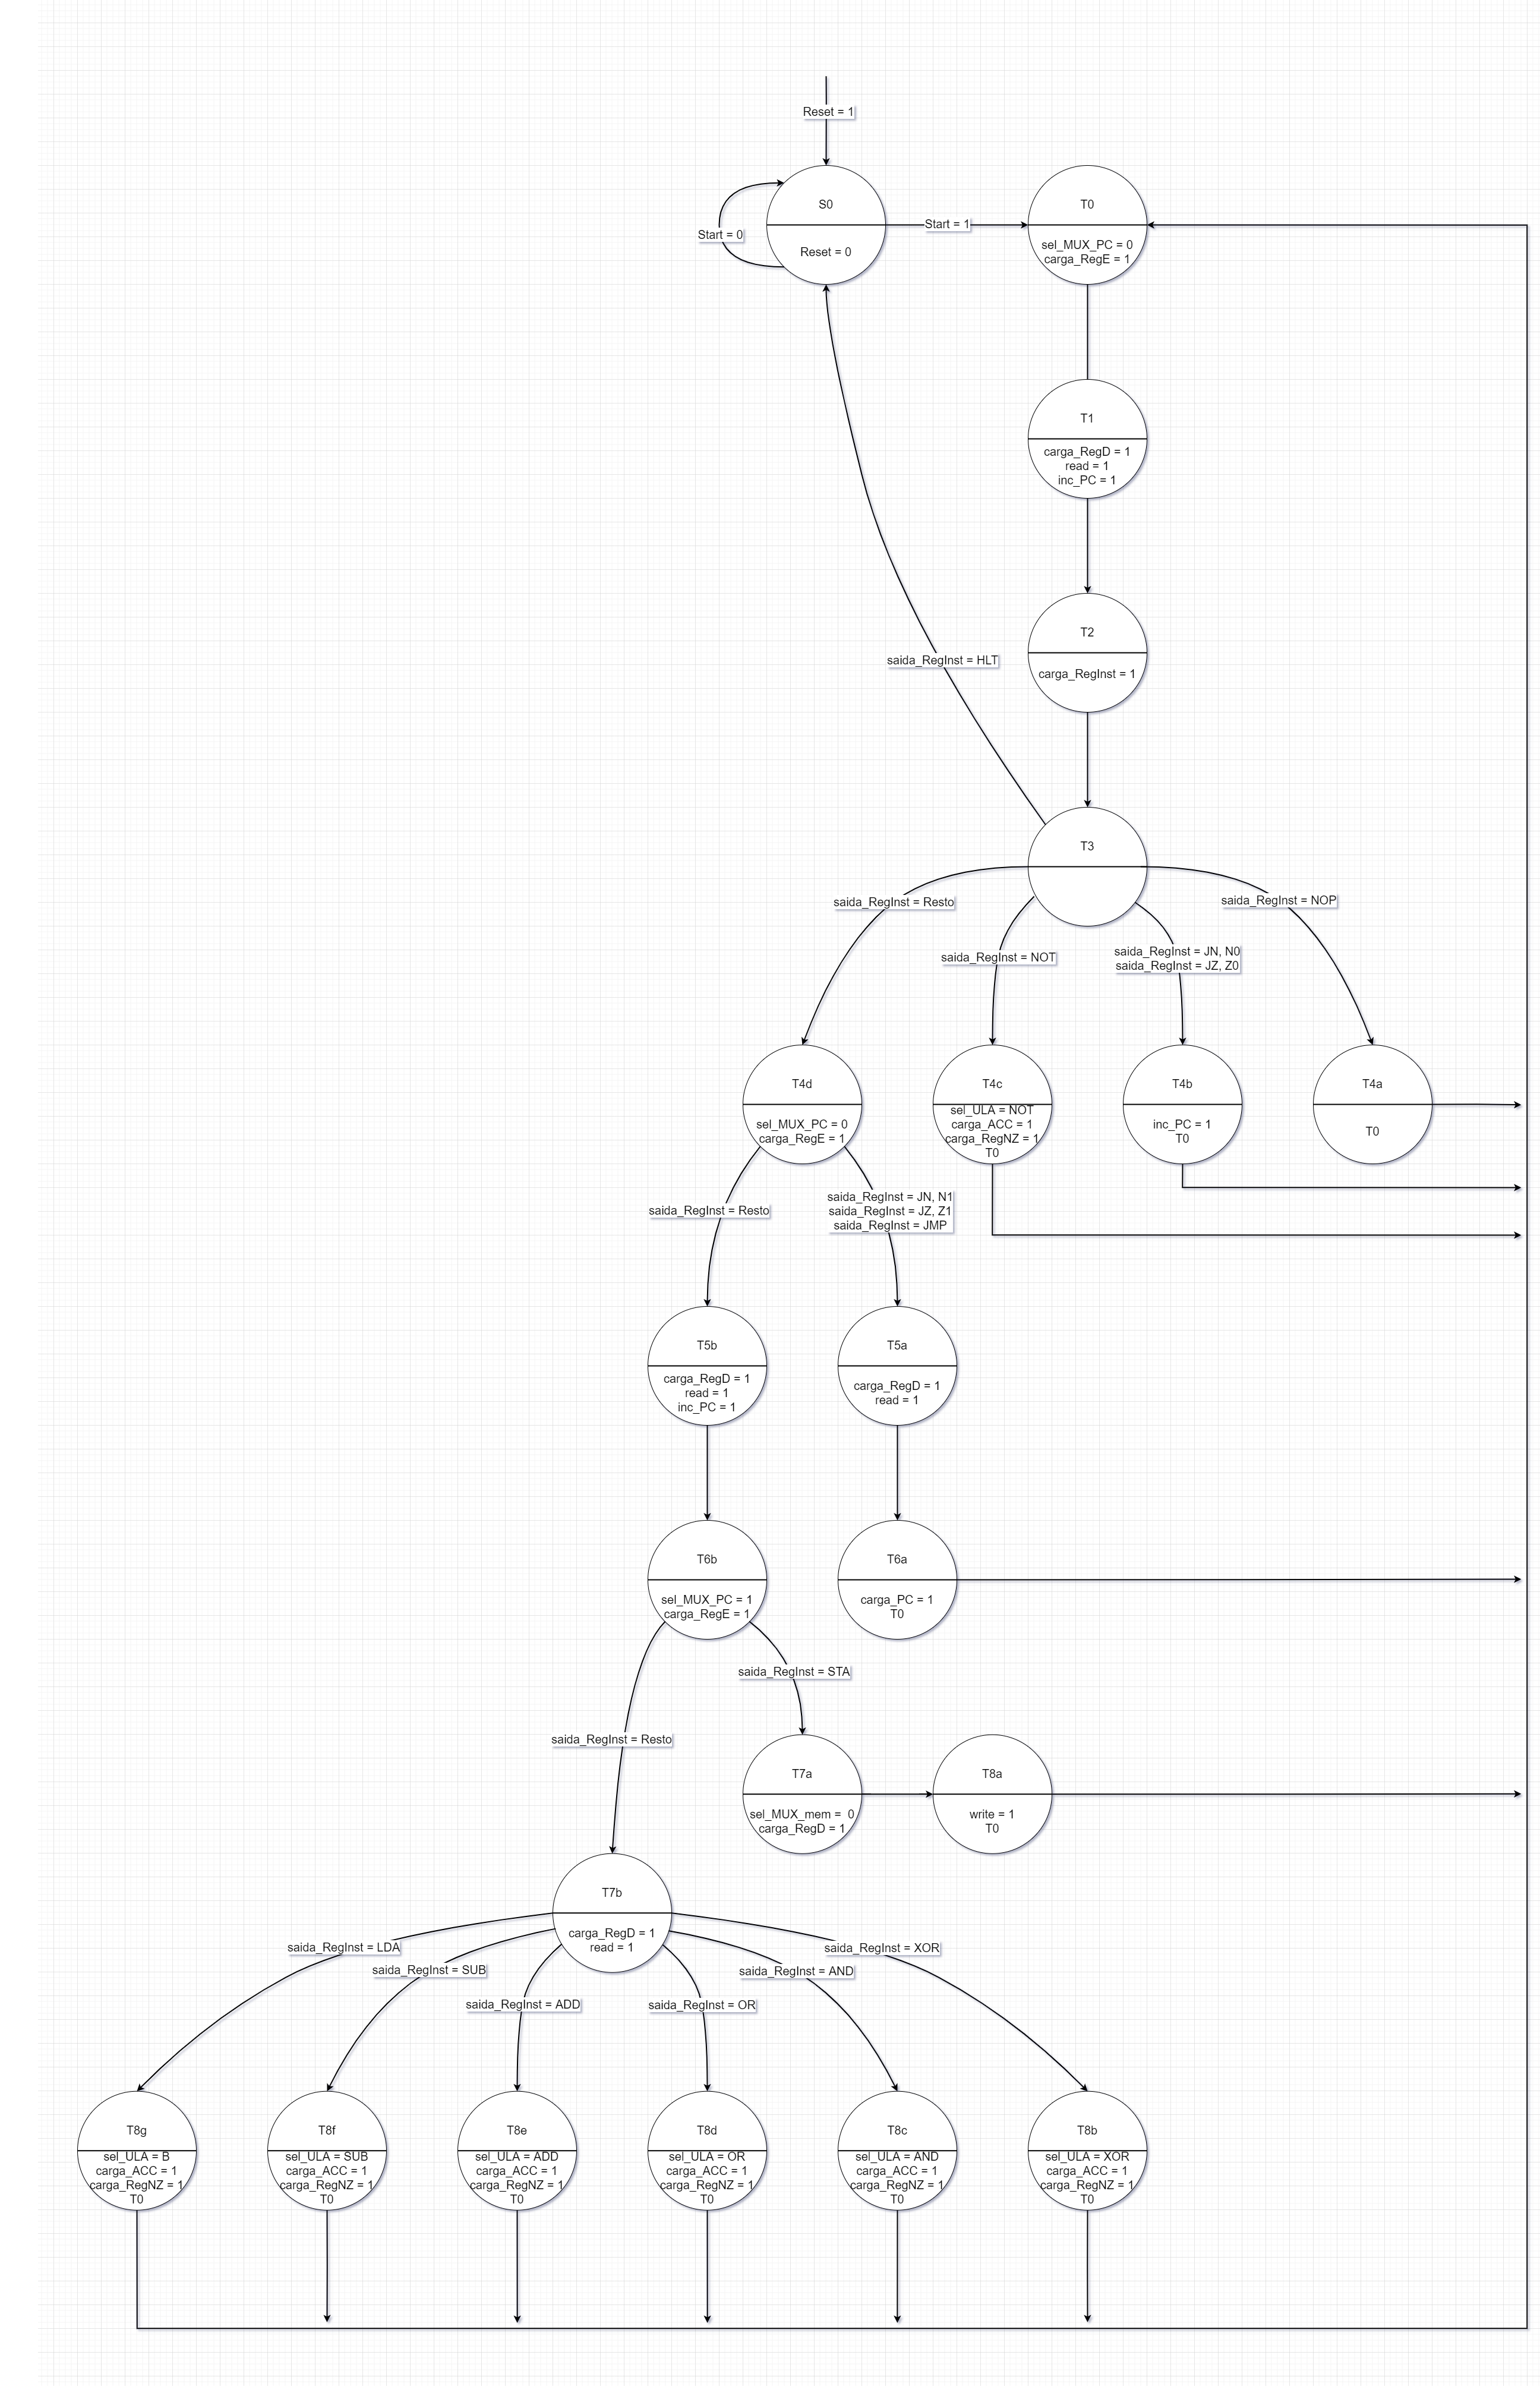 Reset = 1
S0
Reset = 0
Start = 0
Start = 1
T0
sel_MUX_PC = 0
carga_RegE = 1
T1
carga_RegD = 1
read = 1
inc_PC = 1
T2
carga_RegInst = 1
saida_RegInst = HLT
T3
saida_RegInst = Resto
saida_RegInst = NOT
saida_RegInst = JN, N0
saida_RegInst = JZ, Z0
saida_RegInst = NOP
T4d
sel_MUX_PC = 0
carga_RegE = 1
T4c
sel_ULA = NOT
carga_ACC = 1
carga_RegNZ = 1
T0
T4b
inc_PC = 1
T0
T4a
T0
saida_RegInst = Resto
saida_RegInst = JN, N1
saida_RegInst = JZ, Z1
saida_RegInst = JMP
T5b
carga_RegD = 1
read = 1
inc_PC = 1
T5a
carga_RegD = 1
read = 1
T6b
sel_MUX_PC = 1
carga_RegE = 1
T6a
carga_PC = 1
T0
saida_RegInst = STA
saida_RegInst = Resto
T7a
sel_MUX_mem = 0
carga_RegD = 1
T8a
write = 1
T0
T7b
carga_RegD = 1
read = 1
saida_RegInst = LDA
saida_RegInst = SUB
saida_RegInst = ADD
saida_RegInst = OR
saida_RegInst = AND
saida_RegInst = XOR
T8g
sel_ULA = B
carga_ACC = 1
carga_RegNZ = 1
T0
T8f
sel_ULA = SUB
carga_ACC = 1
carga_RegNZ = 1
T0
T8e
sel_ULA = ADD
carga_ACC = 1
carga_RegNZ = 1
T0
T8d
sel_ULA = OR
carga_ACC = 1
carga_RegNZ = 1
T0
T8c
sel_ULA = AND
carga_ACC = 1
carga_RegNZ = 1
T0
T8b
sel_ULA = XOR
carga_ACC = 1
carga_RegNZ = 1
T0